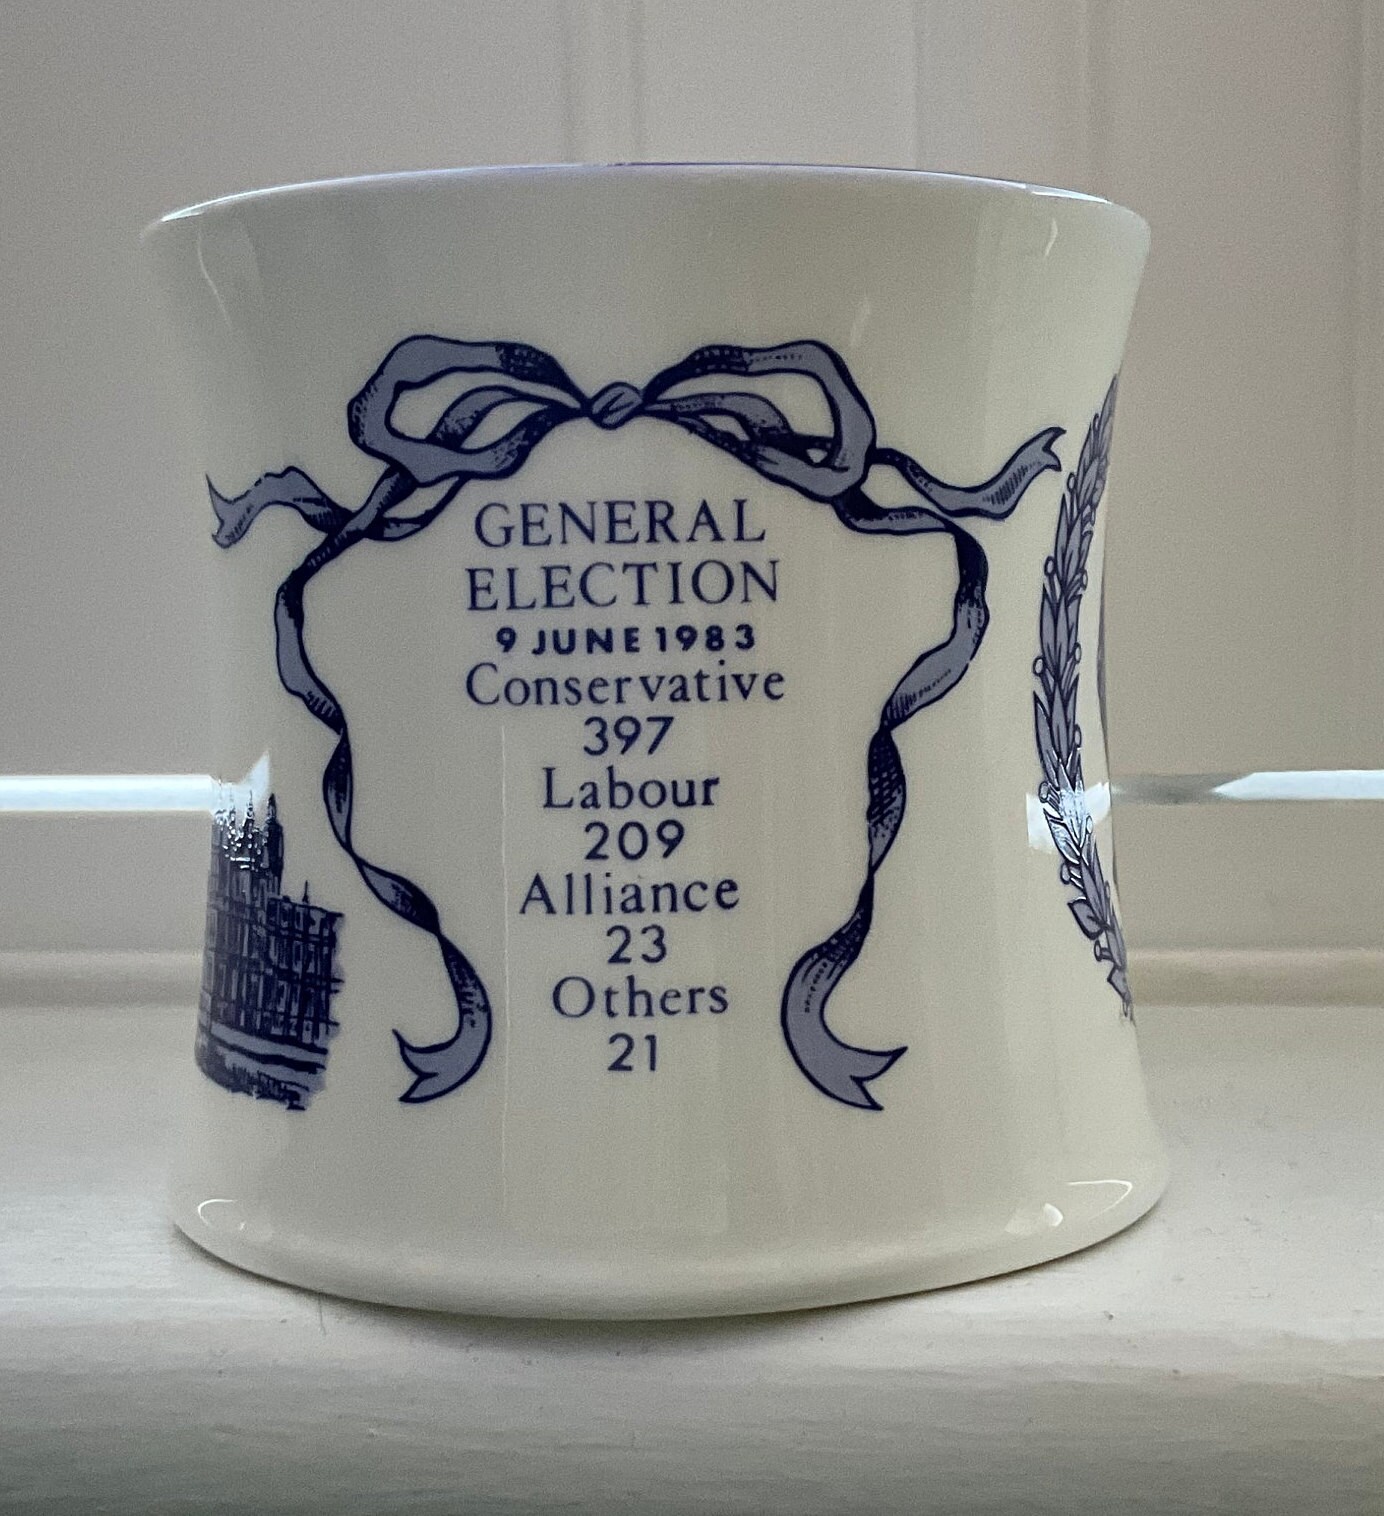 GENERAL
ELECTION
9 JUNE 1983
Conservative
397
Labour
209
Alliance
23
Others
21